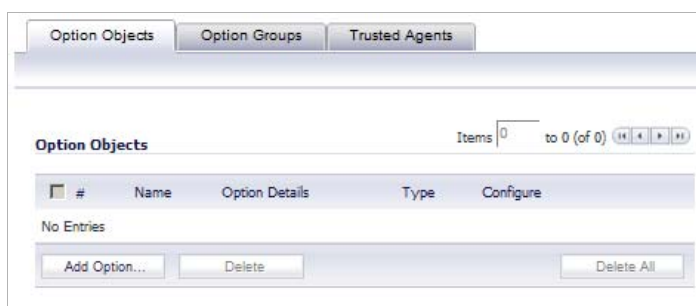 Option Objects Option Groups Trusted Agents
Items 0 to 0 (of 0)
Option Objects
# Name Option Details Type Configure
No Entries
Add Option... Delete Delete All